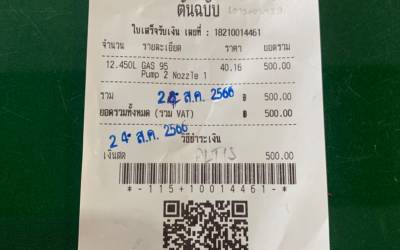 ต้นฉบับ
ใบเสร็จรับเงิน เลขที่ : 18210014461
จำนวน รายละเอียด ราคา ยอดรวม
12.450L GAS 95 40.16 500.00
Pump 2 Nozzle 1
รวม ฿ 500.00
24 ส.ค. 2566
ยอดรวมทั้งหมด (รวม VAT) ฿ 500.00
24 ส.ค. 2566
วิธีชำระเงิน
เงินสด 500.00
*-115+10014461-*